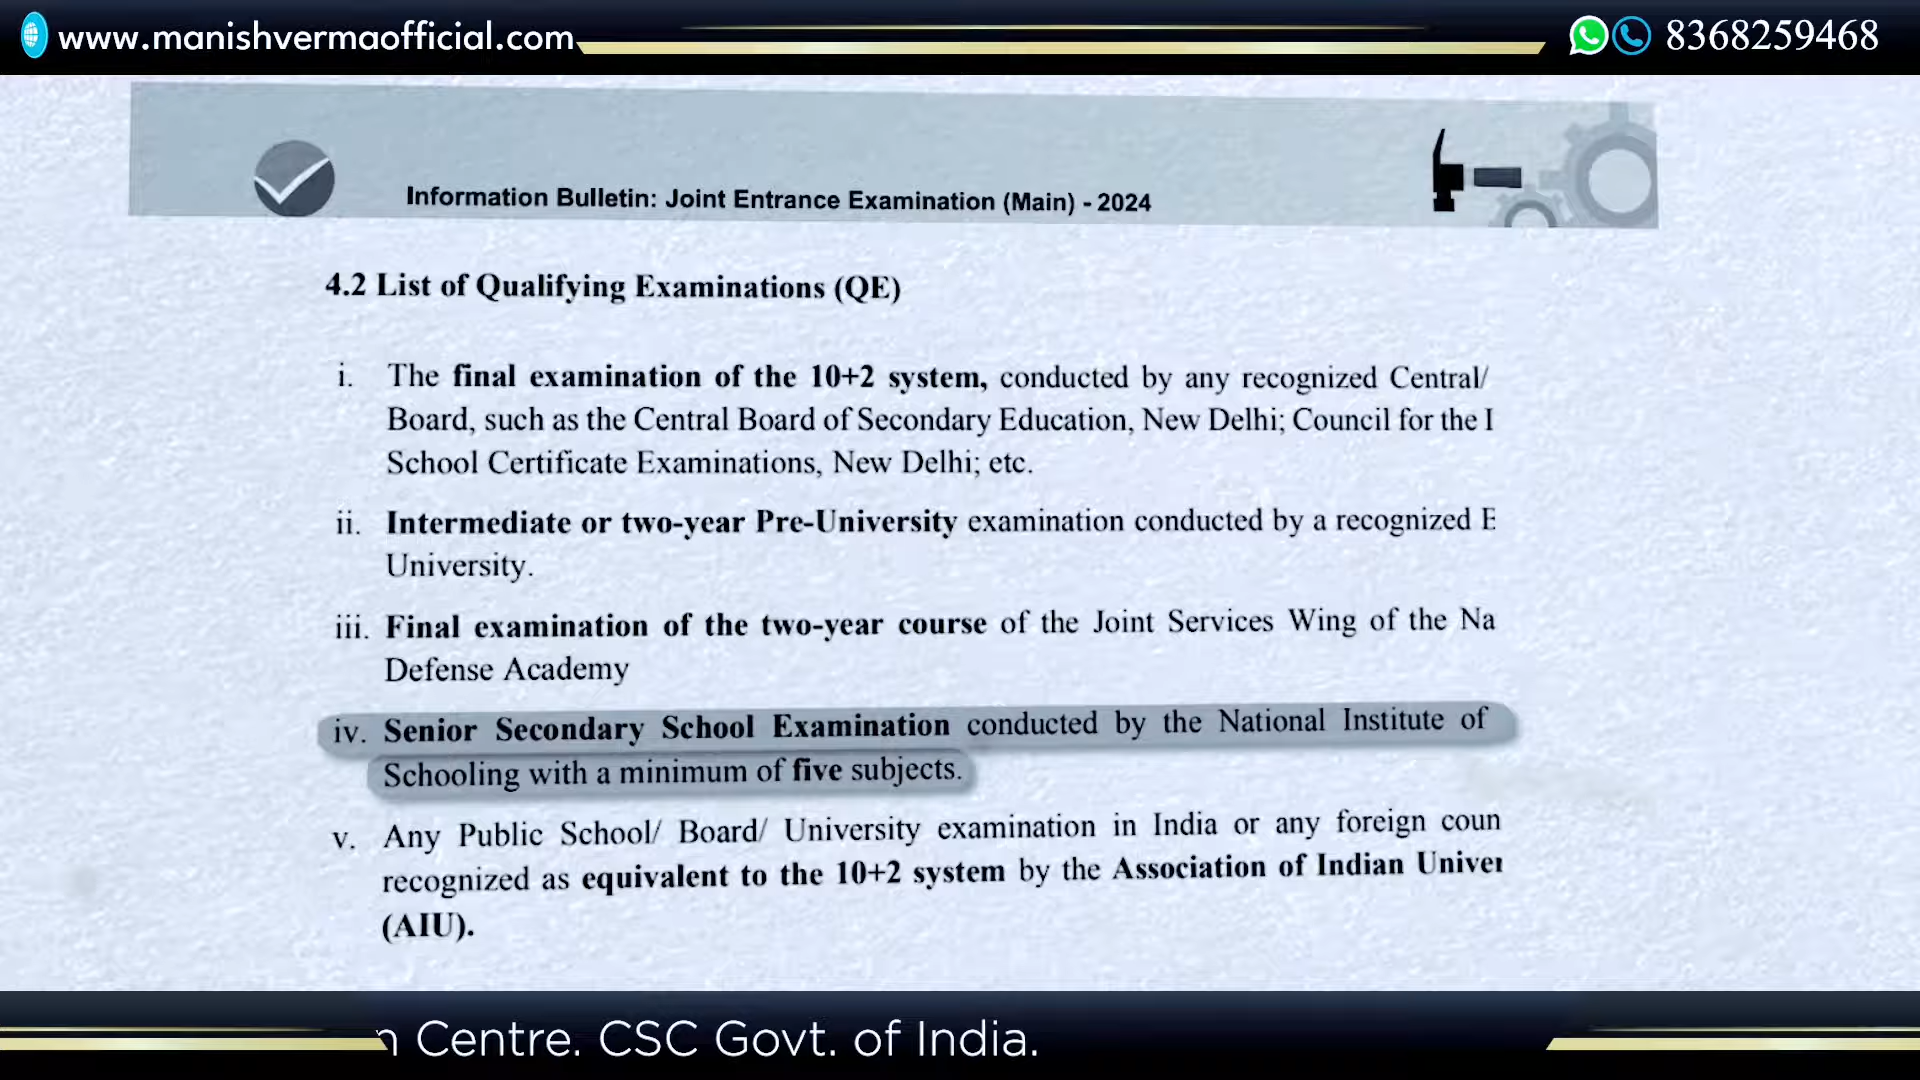 www.manishvermaofficial.com
8368259468
Information Bulletin: Joint Entrance Examination (Main) - 2024
4.2 List of Qualifying Examinations (QE)
i. The final examination of the 10+2 system, conducted by any recognized Central/
Board, such as the Central Board of Secondary Education, New Delhi; Council for the I
School Certificate Examinations, New Delhi; etc.
ii. Intermediate or two-year Pre-University examination conducted by a recognized
University.
iii. Final examination of the two-year course of the Joint Services Wing of the Na
Defense Academy
iv. Senior Secondary School Examination conducted by the National Institute of
Schooling with a minimum of five subjects.
v. Any Public School/ Board/ University examination in India or any foreign coun
recognized as equivalent to the 10+2 system by the Association of Indian Univer
(AIU).
n Centre. CSC Govt. of India.